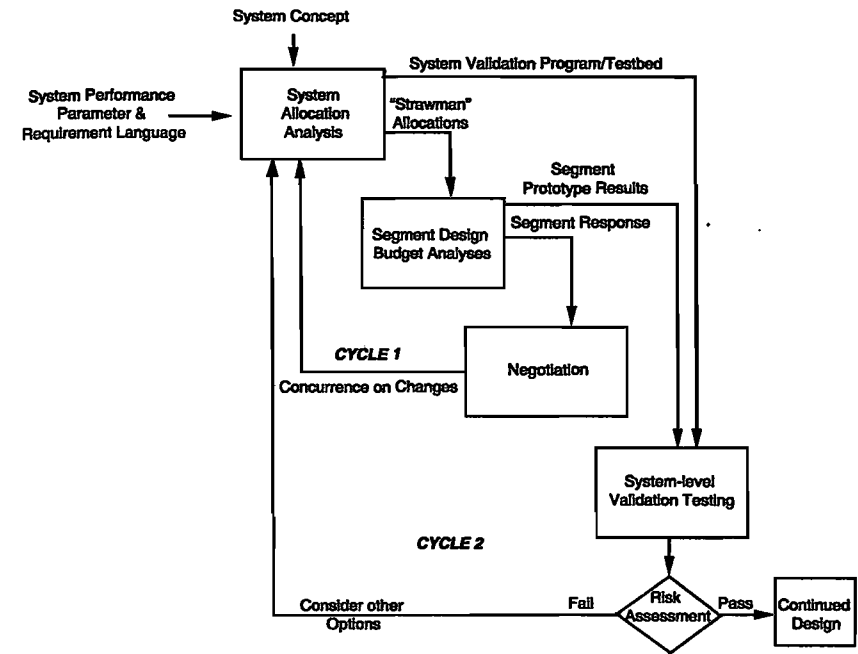 System Concept
System Validation Program/Testbed
System Performance
Parameter &
Requirement Language
System
Allocation
Analysis
"Strawman"
Allocations
Segment
Prototype Results
Segment Response
Segment Design
Budget Analyses
CYCLE 1
Concurrence on Changes
Negotiation
System-level
Validation Testing
CYCLE 2
Consider other
Options
Fail
Risk
Assessment
Pass
Continued
Design